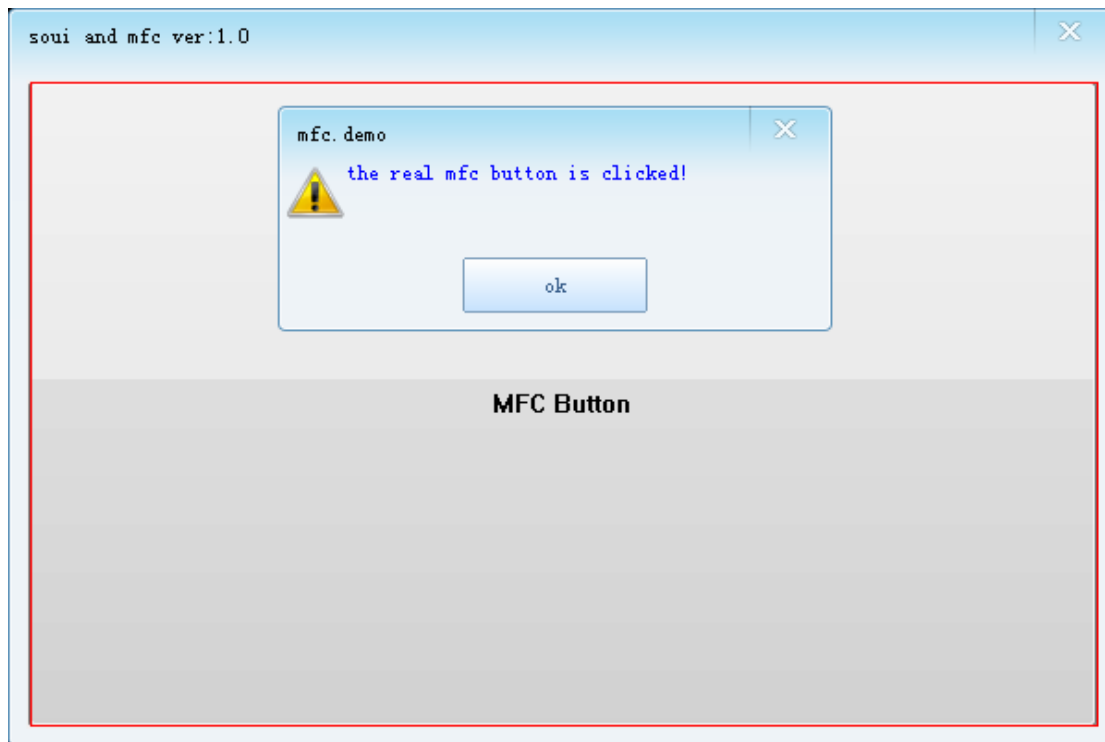 soui and mfc ver:1.0
mfc.demo
the real mfc button is clicked!
ok
MFC Button